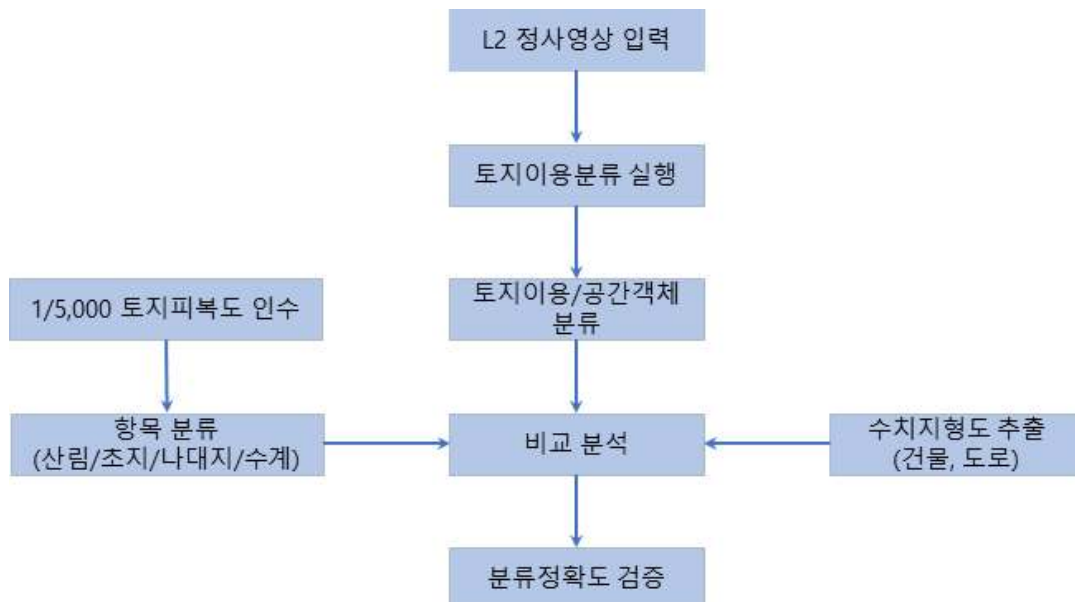 L2 정사영상 입력
토지이용분류 실행
1/5,000 토지피복도 인수
토지이용/공간객체
분류
항목 분류
(산림/초지/나대지/수계)
비교 분석
수치지형도 추출
(건물, 도로)
분류정확도 검증